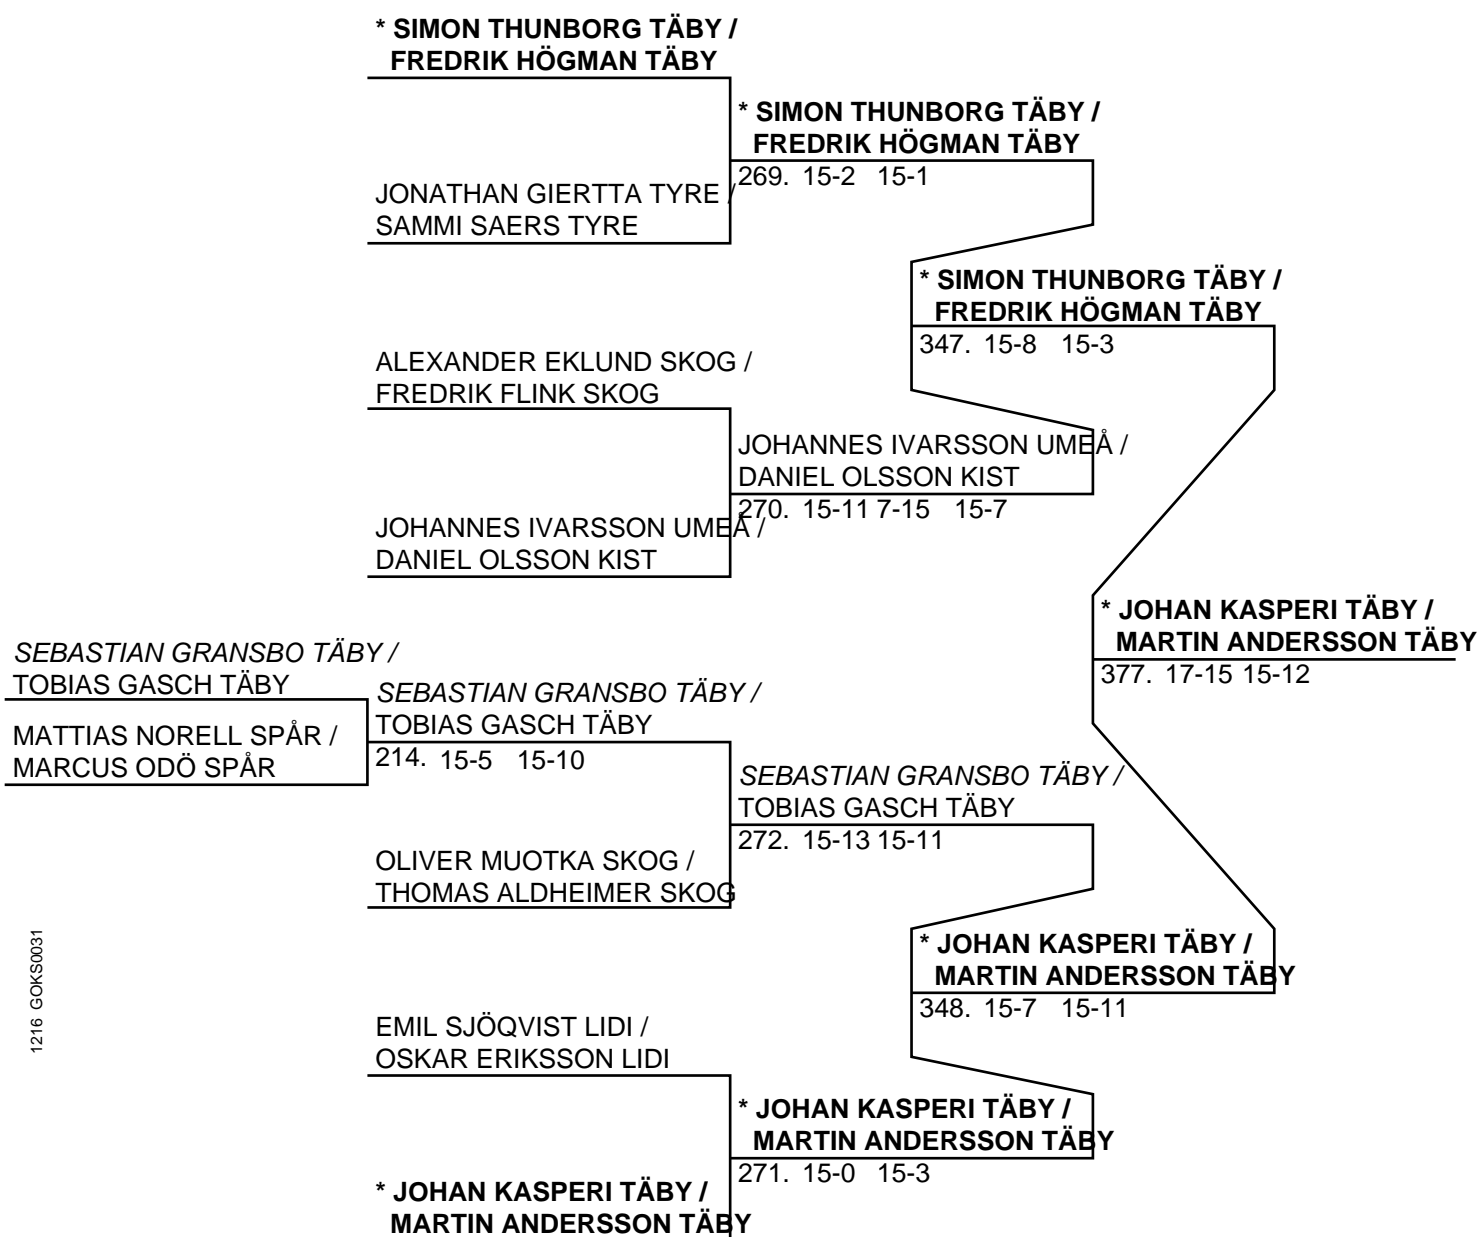 * SIMON THUNBORG TÄBY /
FREDRIK HÖGMAN TÄBY
* SIMON THUNBORG TÄBY /
FREDRIK HÖGMAN TÄBY
269. 15-2 15-1
JONATHAN GIERTTA TYRE /
SAMMI SAERS TYRE
* SIMON THUNBORG TÄBY /
FREDRIK HÖGMAN TÄBY
347. 15-8 15-3
ALEXANDER EKLUND SKOG /
FREDRIK FLINK SKOG
JOHANNES IVARSSON UMEÅ /
DANIEL OLSSON KIST
270. 15-11 7-15 15-7
JOHANNES IVARSSON UMEÅ /
DANIEL OLSSON KIST
* JOHAN KASPERI TÄBY /
MARTIN ANDERSSON TÄBY
377. 17-15 15-12
SEBASTIAN GRANSBO TÄBY /
TOBIAS GASCH TÄBY
SEBASTIAN GRANSBO TÄBY /
TOBIAS GASCH TÄBY
214. 15-5 15-10
MATTIAS NORELL SPÅR /
MARCUS ODÖ SPÅR
SEBASTIAN GRANSBO TÄBY /
TOBIAS GASCH TÄBY
272. 15-13 15-11
OLIVER MUOTKA SKOG /
THOMAS ALDHEIMER SKOG
* JOHAN KASPERI TÄBY /
MARTIN ANDERSSON TÄBY
348. 15-7 15-11
1216 GOKS0031
EMIL SJÖQVIST LIDI /
OSKAR ERIKSSON LIDI
* JOHAN KASPERI TÄBY /
MARTIN ANDERSSON TÄBY
271. 15-0 15-3
* JOHAN KASPERI TÄBY /
MARTIN ANDERSSON TÄBY